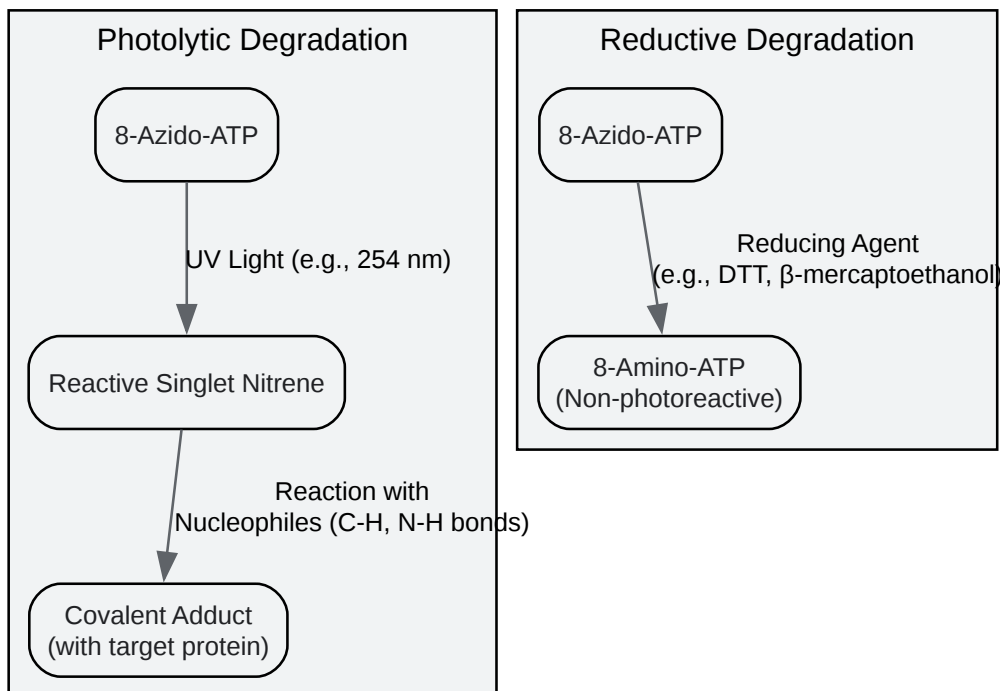 Photolytic Degradation
8-Azido-ATP
UV Light (e.g., 254 nm)
Reactive Singlet Nitrene
Reaction with
Nucleophiles (C-H, N-H bonds)
Covalent Adduct
(with target protein)
Reductive Degradation
8-Azido-ATP
Reducing Agent
(e.g., DTT, β-mercaptoethanol)
8-Amino-ATP
(Non-photoreactive)